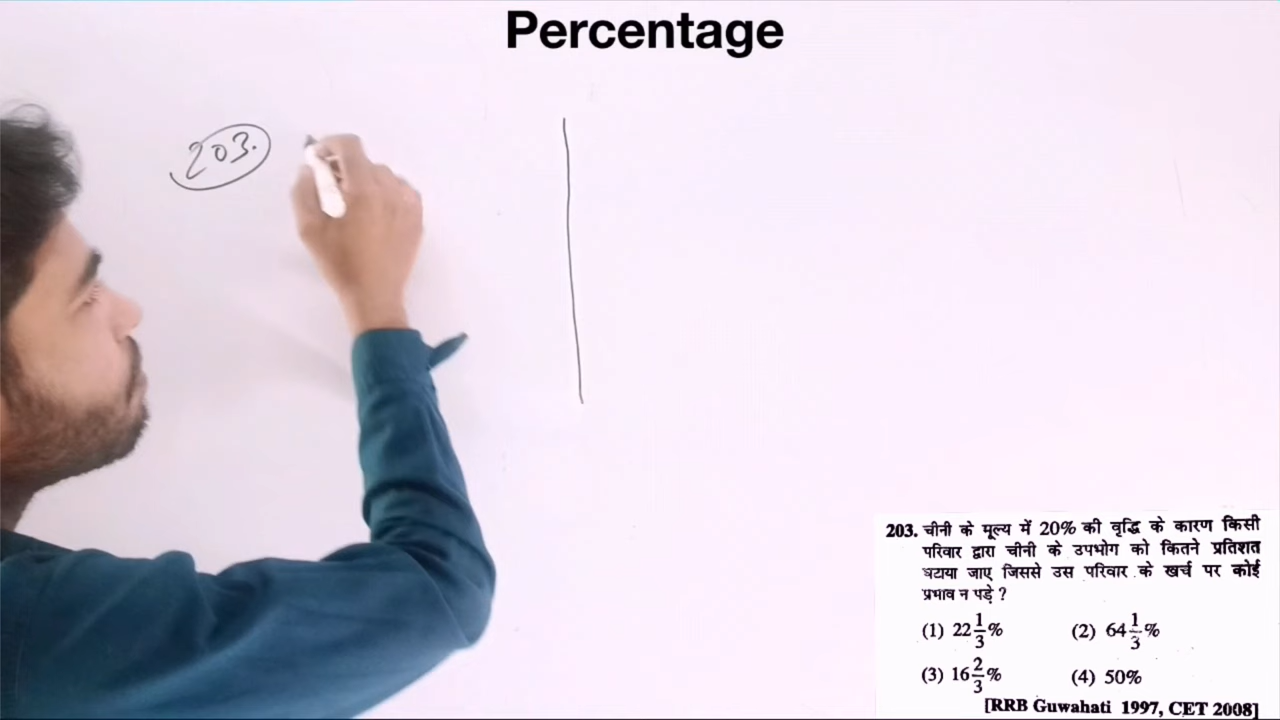 Percentage
203.
203. चीनी के मूल्य में 20% की वृद्धि के कारण किसी
परिवार द्वारा चीनी के उपभोग को कितने प्रतिशत
घटाया जाए जिससे उस परिवार के खर्च पर कोई
प्रभाव न पड़े ?
(1) 22 1/3% (2) 64 1/3%
(3) 16 2/3% (4) 50%
[RRB Guwahati 1997, CET 2008]